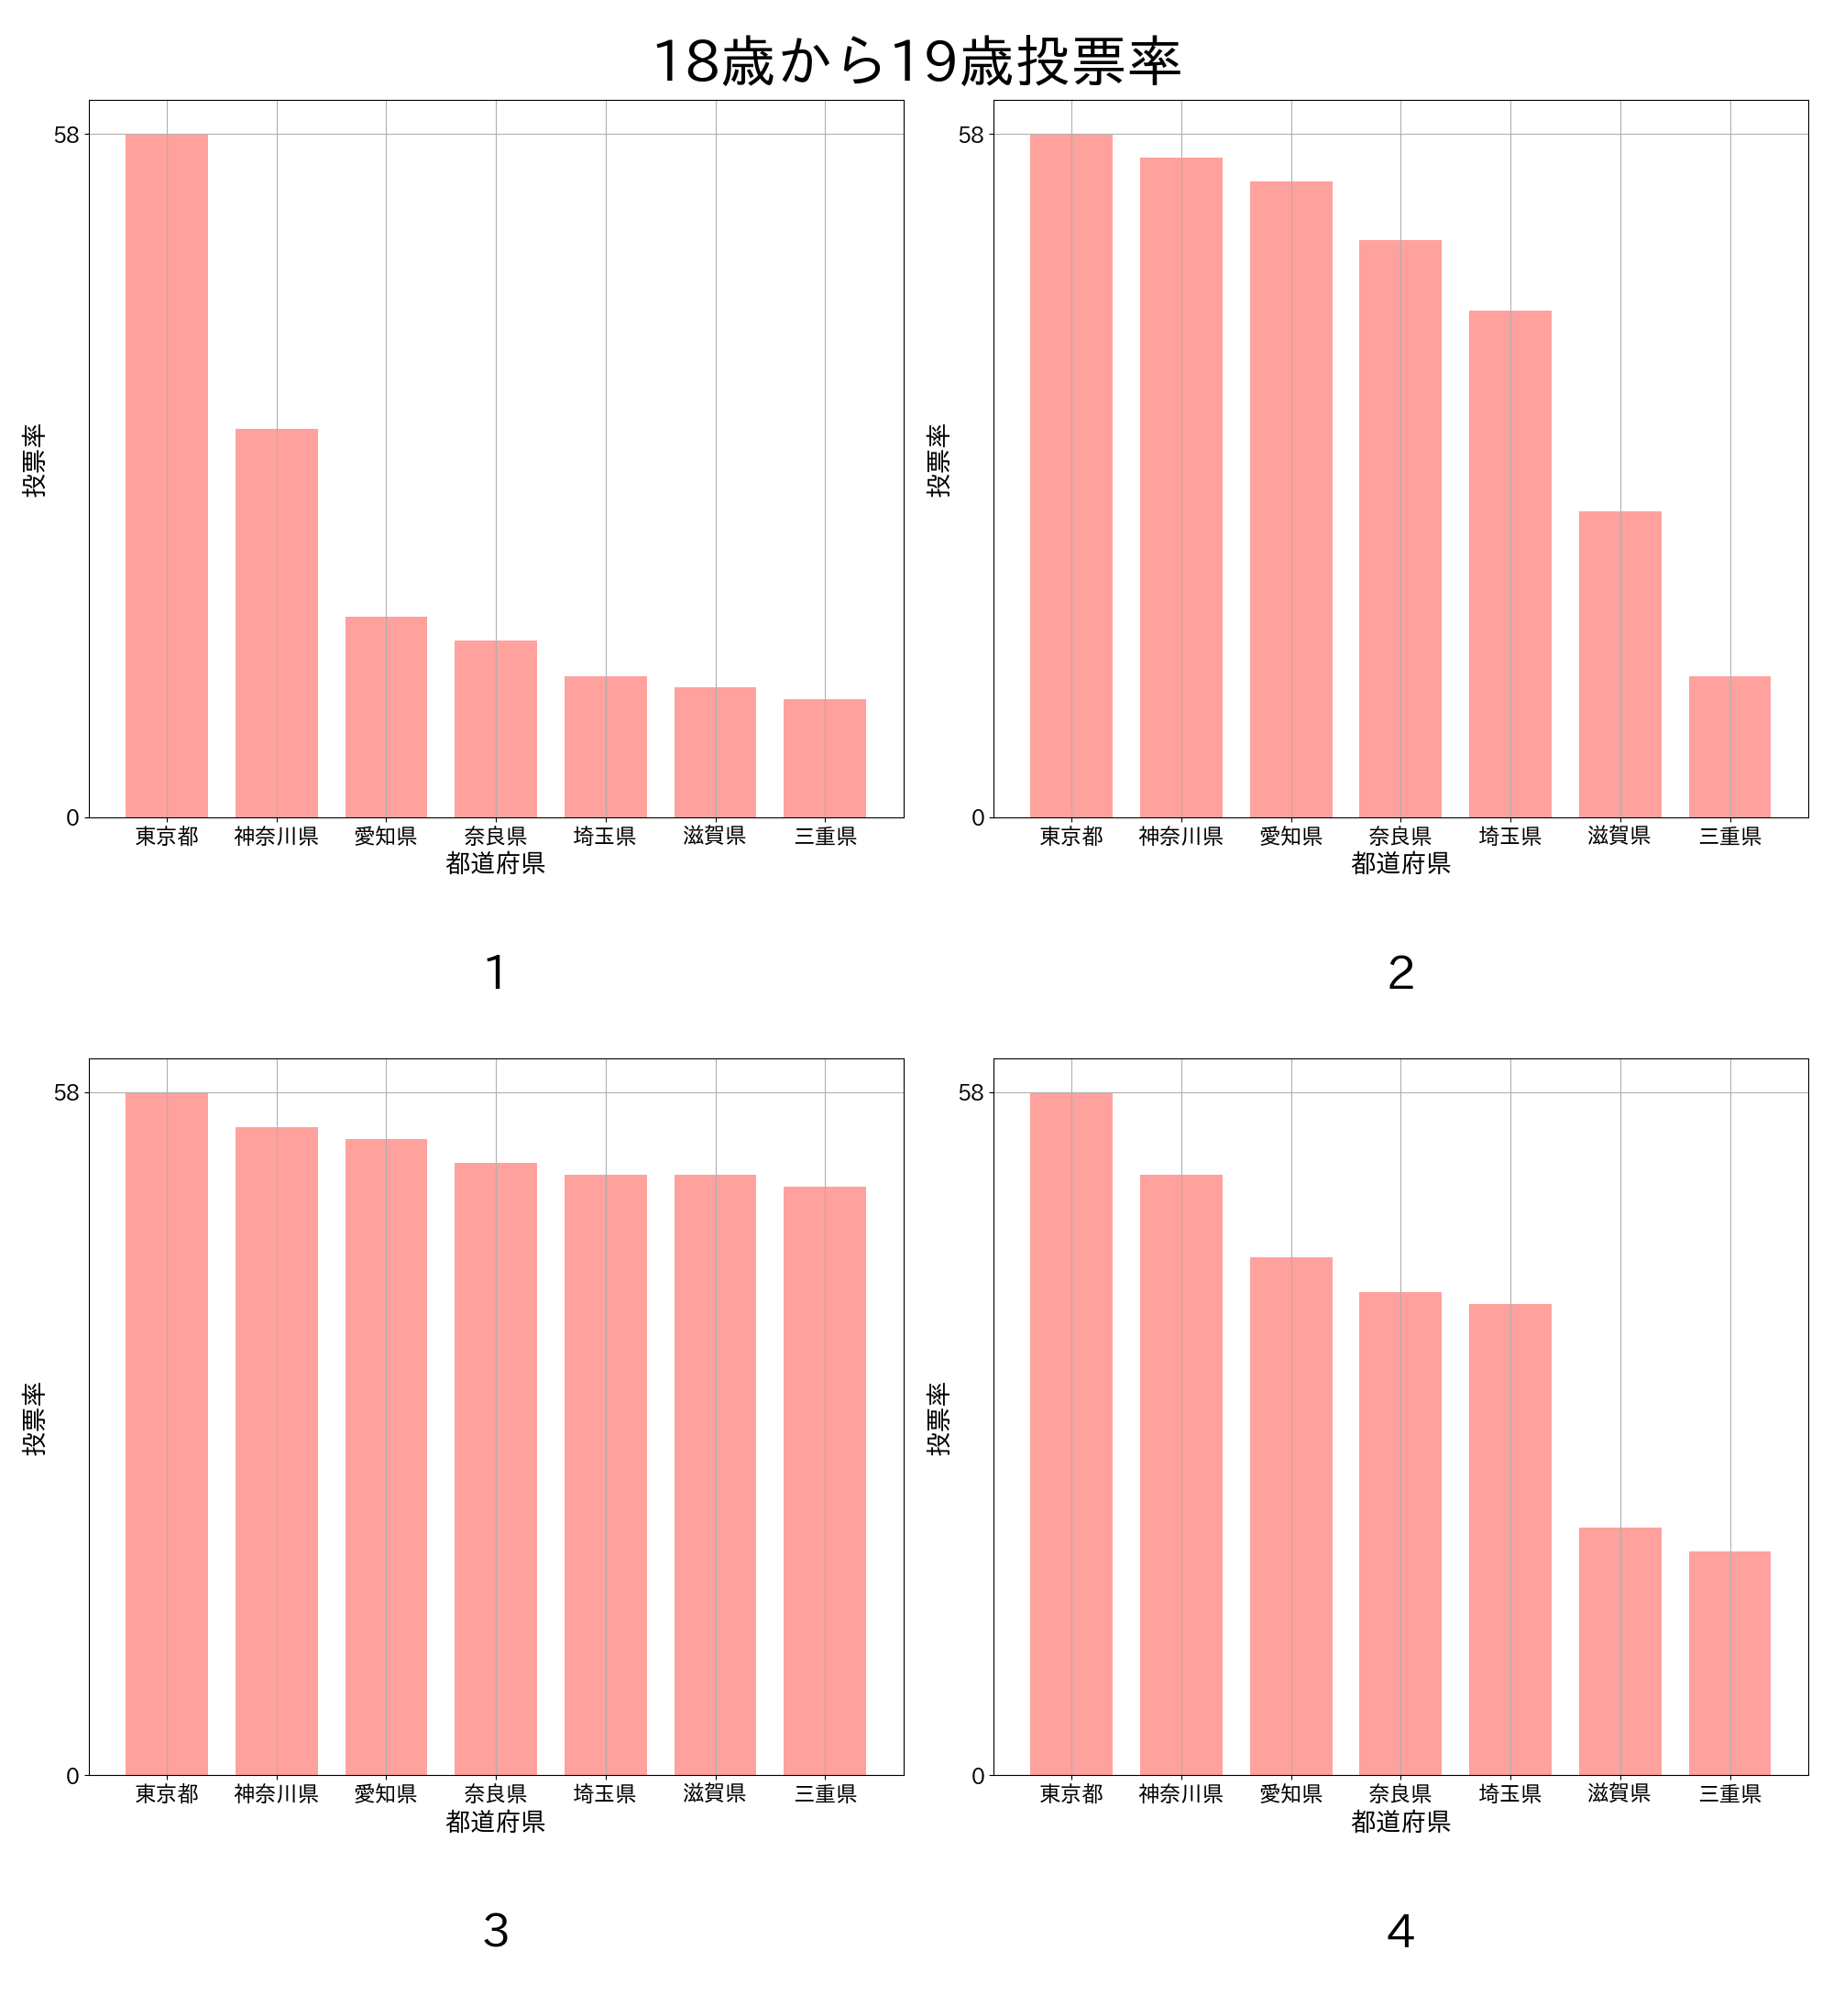 18歳から19歳投票率
58
0
投票率
東京都 神奈川県 愛知県 奈良県 埼玉県 滋賀県 三重県
都道府県
1
58
0
投票率
東京都 神奈川県 愛知県 奈良県 埼玉県 滋賀県 三重県
都道府県
2
58
0
投票率
東京都 神奈川県 愛知県 奈良県 埼玉県 滋賀県 三重県
都道府県
3
58
0
投票率
東京都 神奈川県 愛知県 奈良県 埼玉県 滋賀県 三重県
都道府県
4